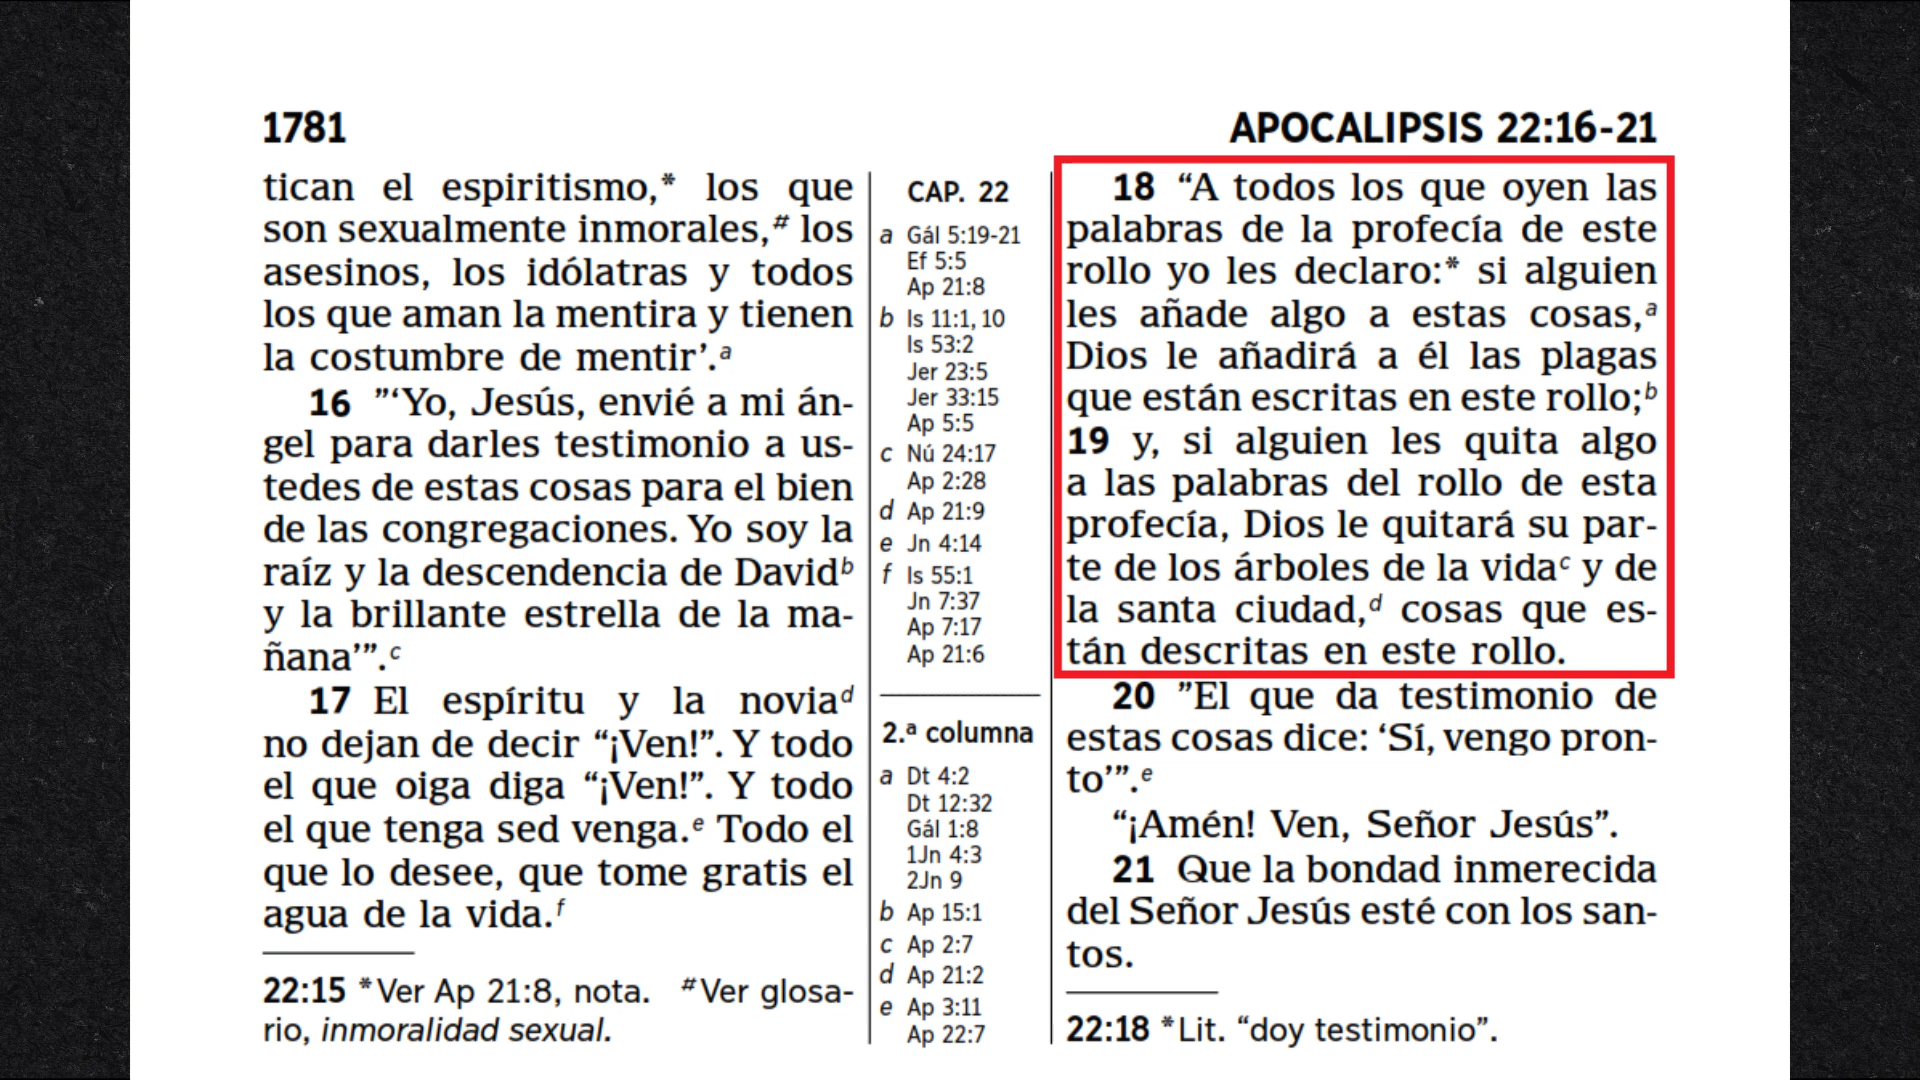 1781
APOCALIPSIS 22:16-21
tican el espiritismo,* los que
son sexualmente inmorales,# los
asesinos, los idólatras y todos
los que aman la mentira y tienen
la costumbre de mentir’.a
16 ”‘Yo, Jesús, envié a mi án-
gel para darles testimonio a us-
tedes de estas cosas para el bien
de las congregaciones. Yo soy la
raíz y la descendencia de Davidb
y la brillante estrella de la ma-
ñana’”.c
17 El espíritu y la noviad
no dejan de decir “¡Ven!”. Y todo
el que oiga diga “¡Ven!”. Y todo
el que tenga sed venga.e Todo el
que lo desee, que tome gratis el
agua de la vida.f
22:15 *Ver Ap 21:8, nota. #Ver glosa-
rio, inmoralidad sexual.
CAP. 22
a Gál 5:19-21
Ef 5:5
Ap 21:8
b Is 11:1, 10
Is 53:2
Jer 23:5
Jer 33:15
Ap 5:5
c Nú 24:17
Ap 2:28
d Ap 21:9
e Jn 4:14
f Is 55:1
Jn 7:37
Ap 7:17
Ap 21:6
2.ª columna
a Dt 4:2
Dt 12:32
Gál 1:8
1Jn 4:3
2Jn 9
b Ap 15:1
c Ap 2:7
d Ap 21:2
e Ap 3:11
Ap 22:7
18 “A todos los que oyen las
palabras de la profecía de este
rollo yo les declaro:* si alguien
les añade algo a estas cosas,a
Dios le añadirá a él las plagas
que están escritas en este rollo;b
19 y, si alguien les quita algo
a las palabras del rollo de esta
profecía, Dios le quitará su par-
te de los árboles de la vidac y de
la santa ciudad,d cosas que es-
tán descritas en este rollo.
20 ”El que da testimonio de
estas cosas dice: ‘Sí, vengo pron-
to’”.e
“¡Amén! Ven, Señor Jesús”.
21 Que la bondad inmerecida
del Señor Jesús esté con los san-
tos.
22:18 *Lit. “doy testimonio”.